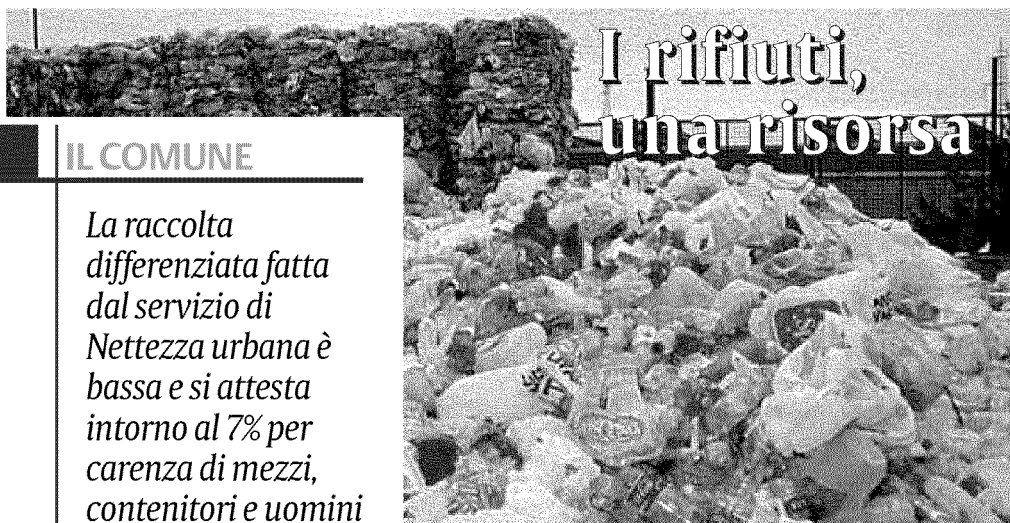 I rifiuti,
una risorsa
IL COMUNE
La raccolta
differenziata fatta
dal servizio di
Nettezza urbana è
bassa e si attesta
intorno al 7% per
carenza di mezzi,
contenitori e uomini